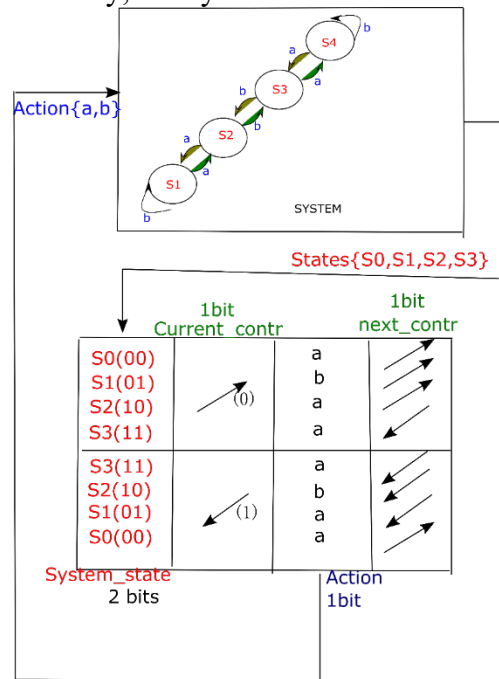 S4
b
a
a
S3
b
b
S2
a
a
S1
b
SYSTEM
Action{a,b}
States{S0,S1,S2,S3}
1bit
Current_contr
1bit
next_contr
S0(00)
a
S1(01)
b
S2(10)
(0)
a
S3(11)
a
S3(11)
a
S2(10)
b
S1(01)
(1)
a
S0(00)
a
System_state
2 bits
Action
1bit